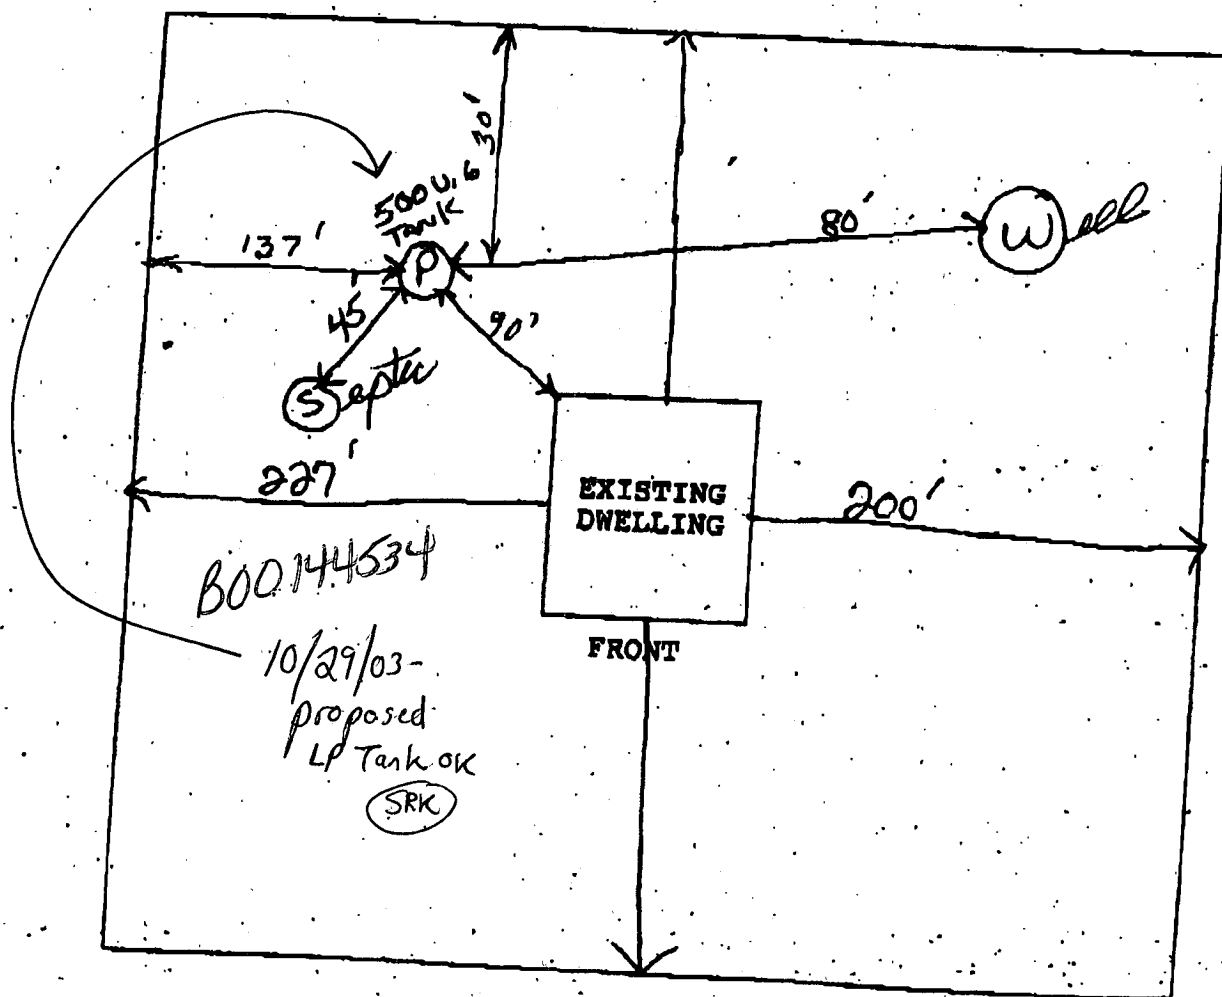 30'
500 U.G
TANK
137'
P
80'
Well
45'
90'
Septic
227'
EXISTING
DWELLING
200'
B00144534
FRONT
10/29/03-
proposed
LP Tank OK
SRK